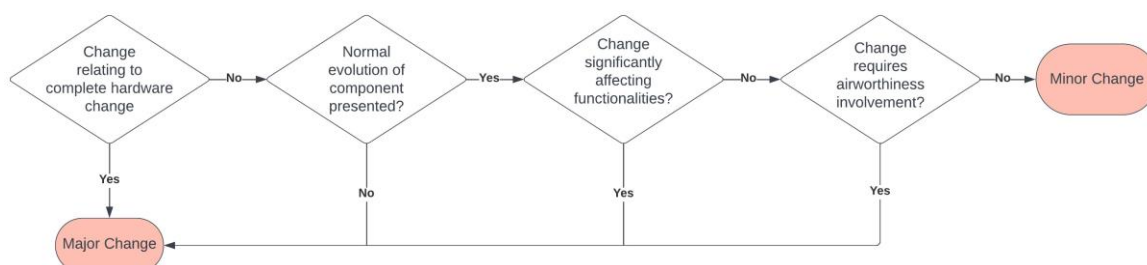 Change
relating to
complete hardware
change
No
Normal
evolution of
component
presented?
Yes
Change
significantly
affecting
functionalities?
No
Change
requires
airworthiness
involvement?
No
Minor Change
Yes
No
Yes
Yes
Major Change